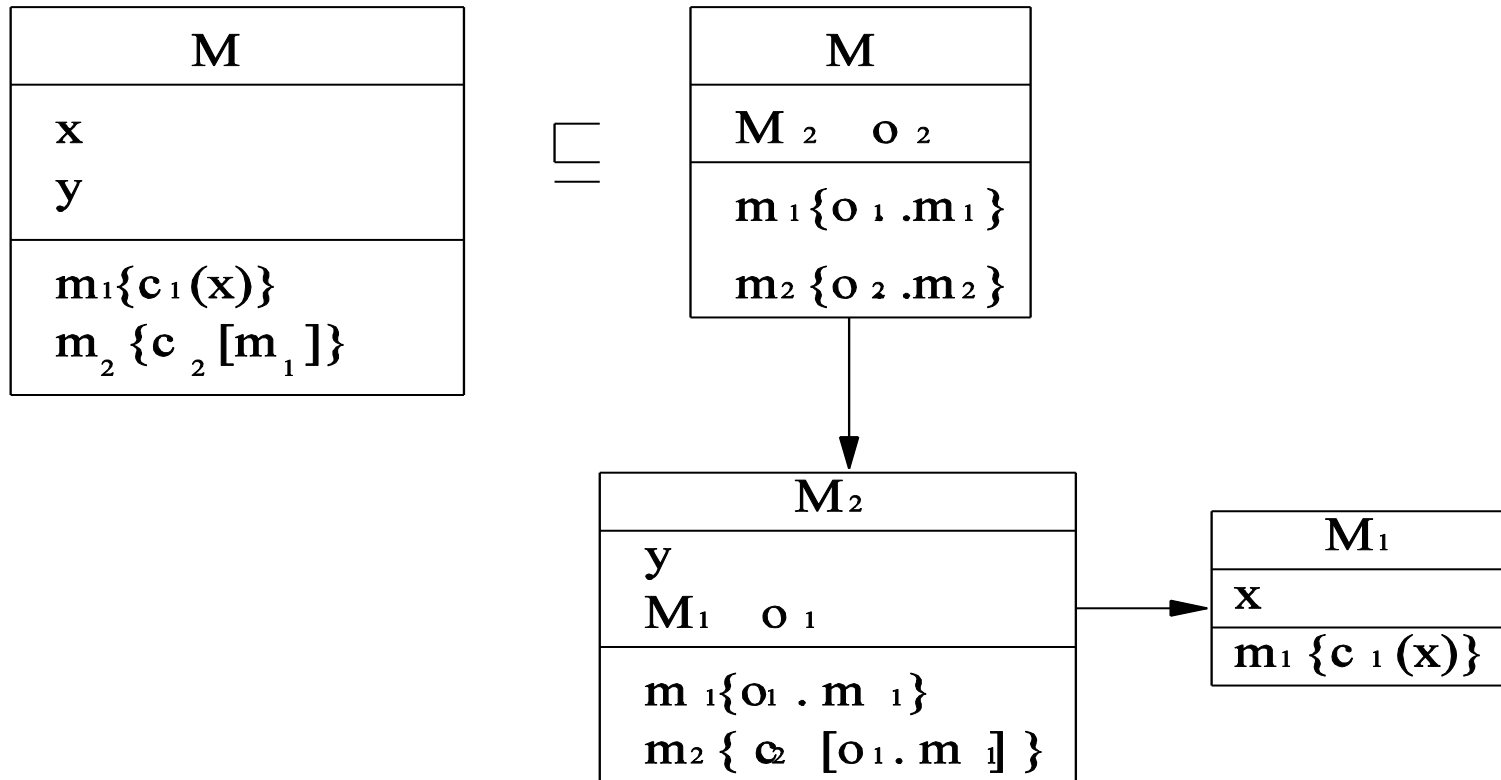 M
x
y
m₁{c₁(x)}
m₂{c₂[m₁]}
⊑
M
M₂ o₂
m₁{o₁.m₁}
m₂{o₂.m₂}
M₂
y
M₁ o₁
m₁{o₁.m₁}
m₂{c₂[o₁.m₁]}
M₁
x
m₁{c₁(x)}